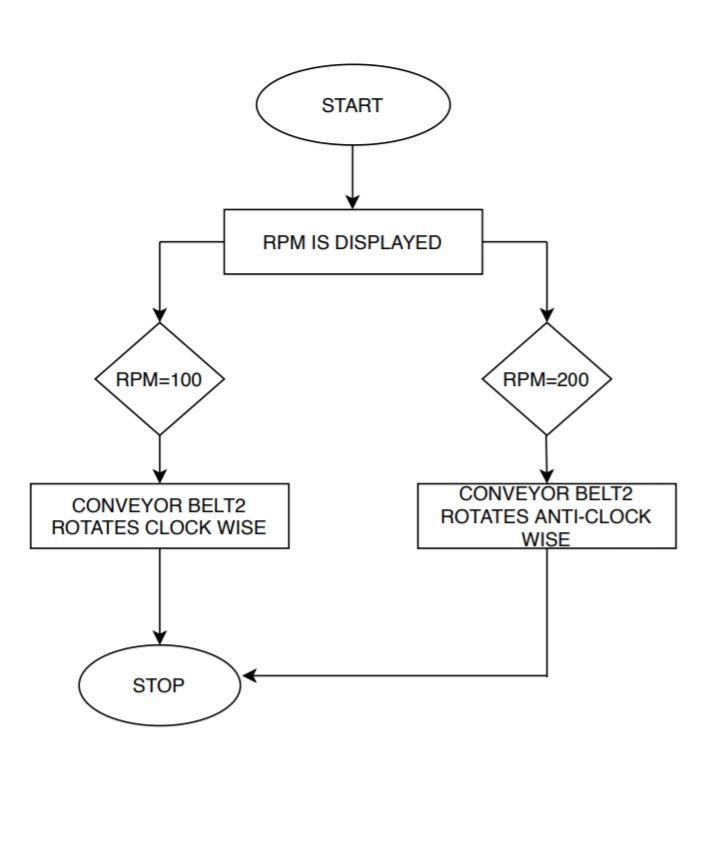 START
RPM IS DISPLAYED
RPM=100
RPM=200
CONVEYOR BELT2
ROTATES CLOCK WISE
CONVEYOR BELT2
ROTATES ANTI-CLOCK
WISE
STOP